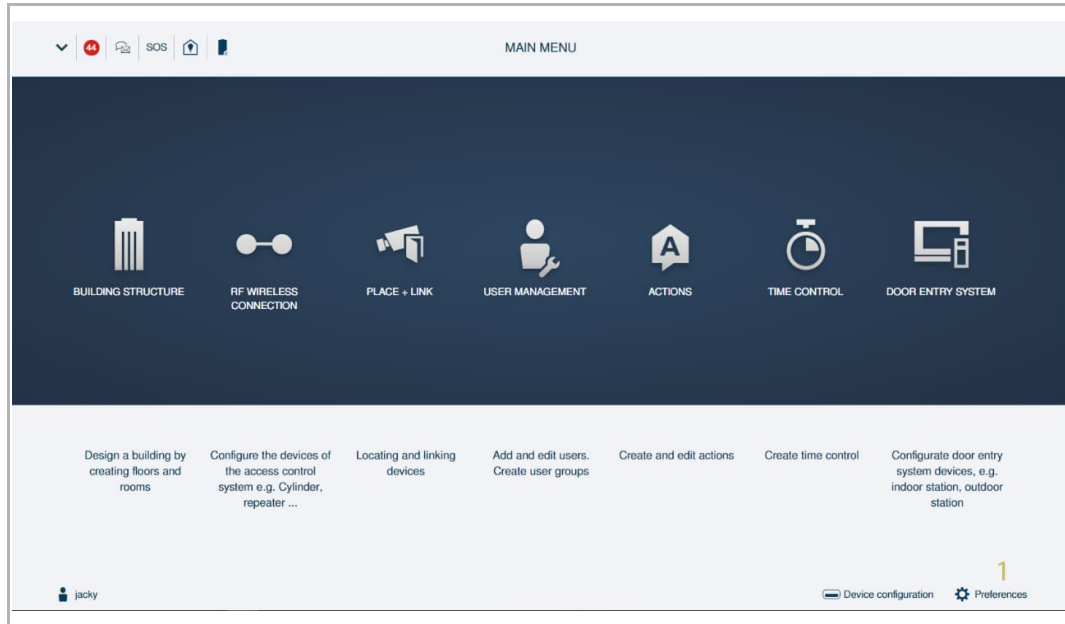 44
SOS
MAIN MENU
BUILDING STRUCTURE
RF WIRELESS
CONNECTION
PLACE + LINK
USER MANAGEMENT
A
ACTIONS
TIME CONTROL
DOOR ENTRY SYSTEM
Design a building by
creating floors and
rooms
Configure the devices of
the access control
system e.g. Cylinder,
repeater ...
Locating and linking
devices
Add and edit users.
Create user groups
Create and edit actions
Create time control
Configurate door entry
system devices, e.g.
indoor station, outdoor
station
1
jacky
Device configuration
Preferences